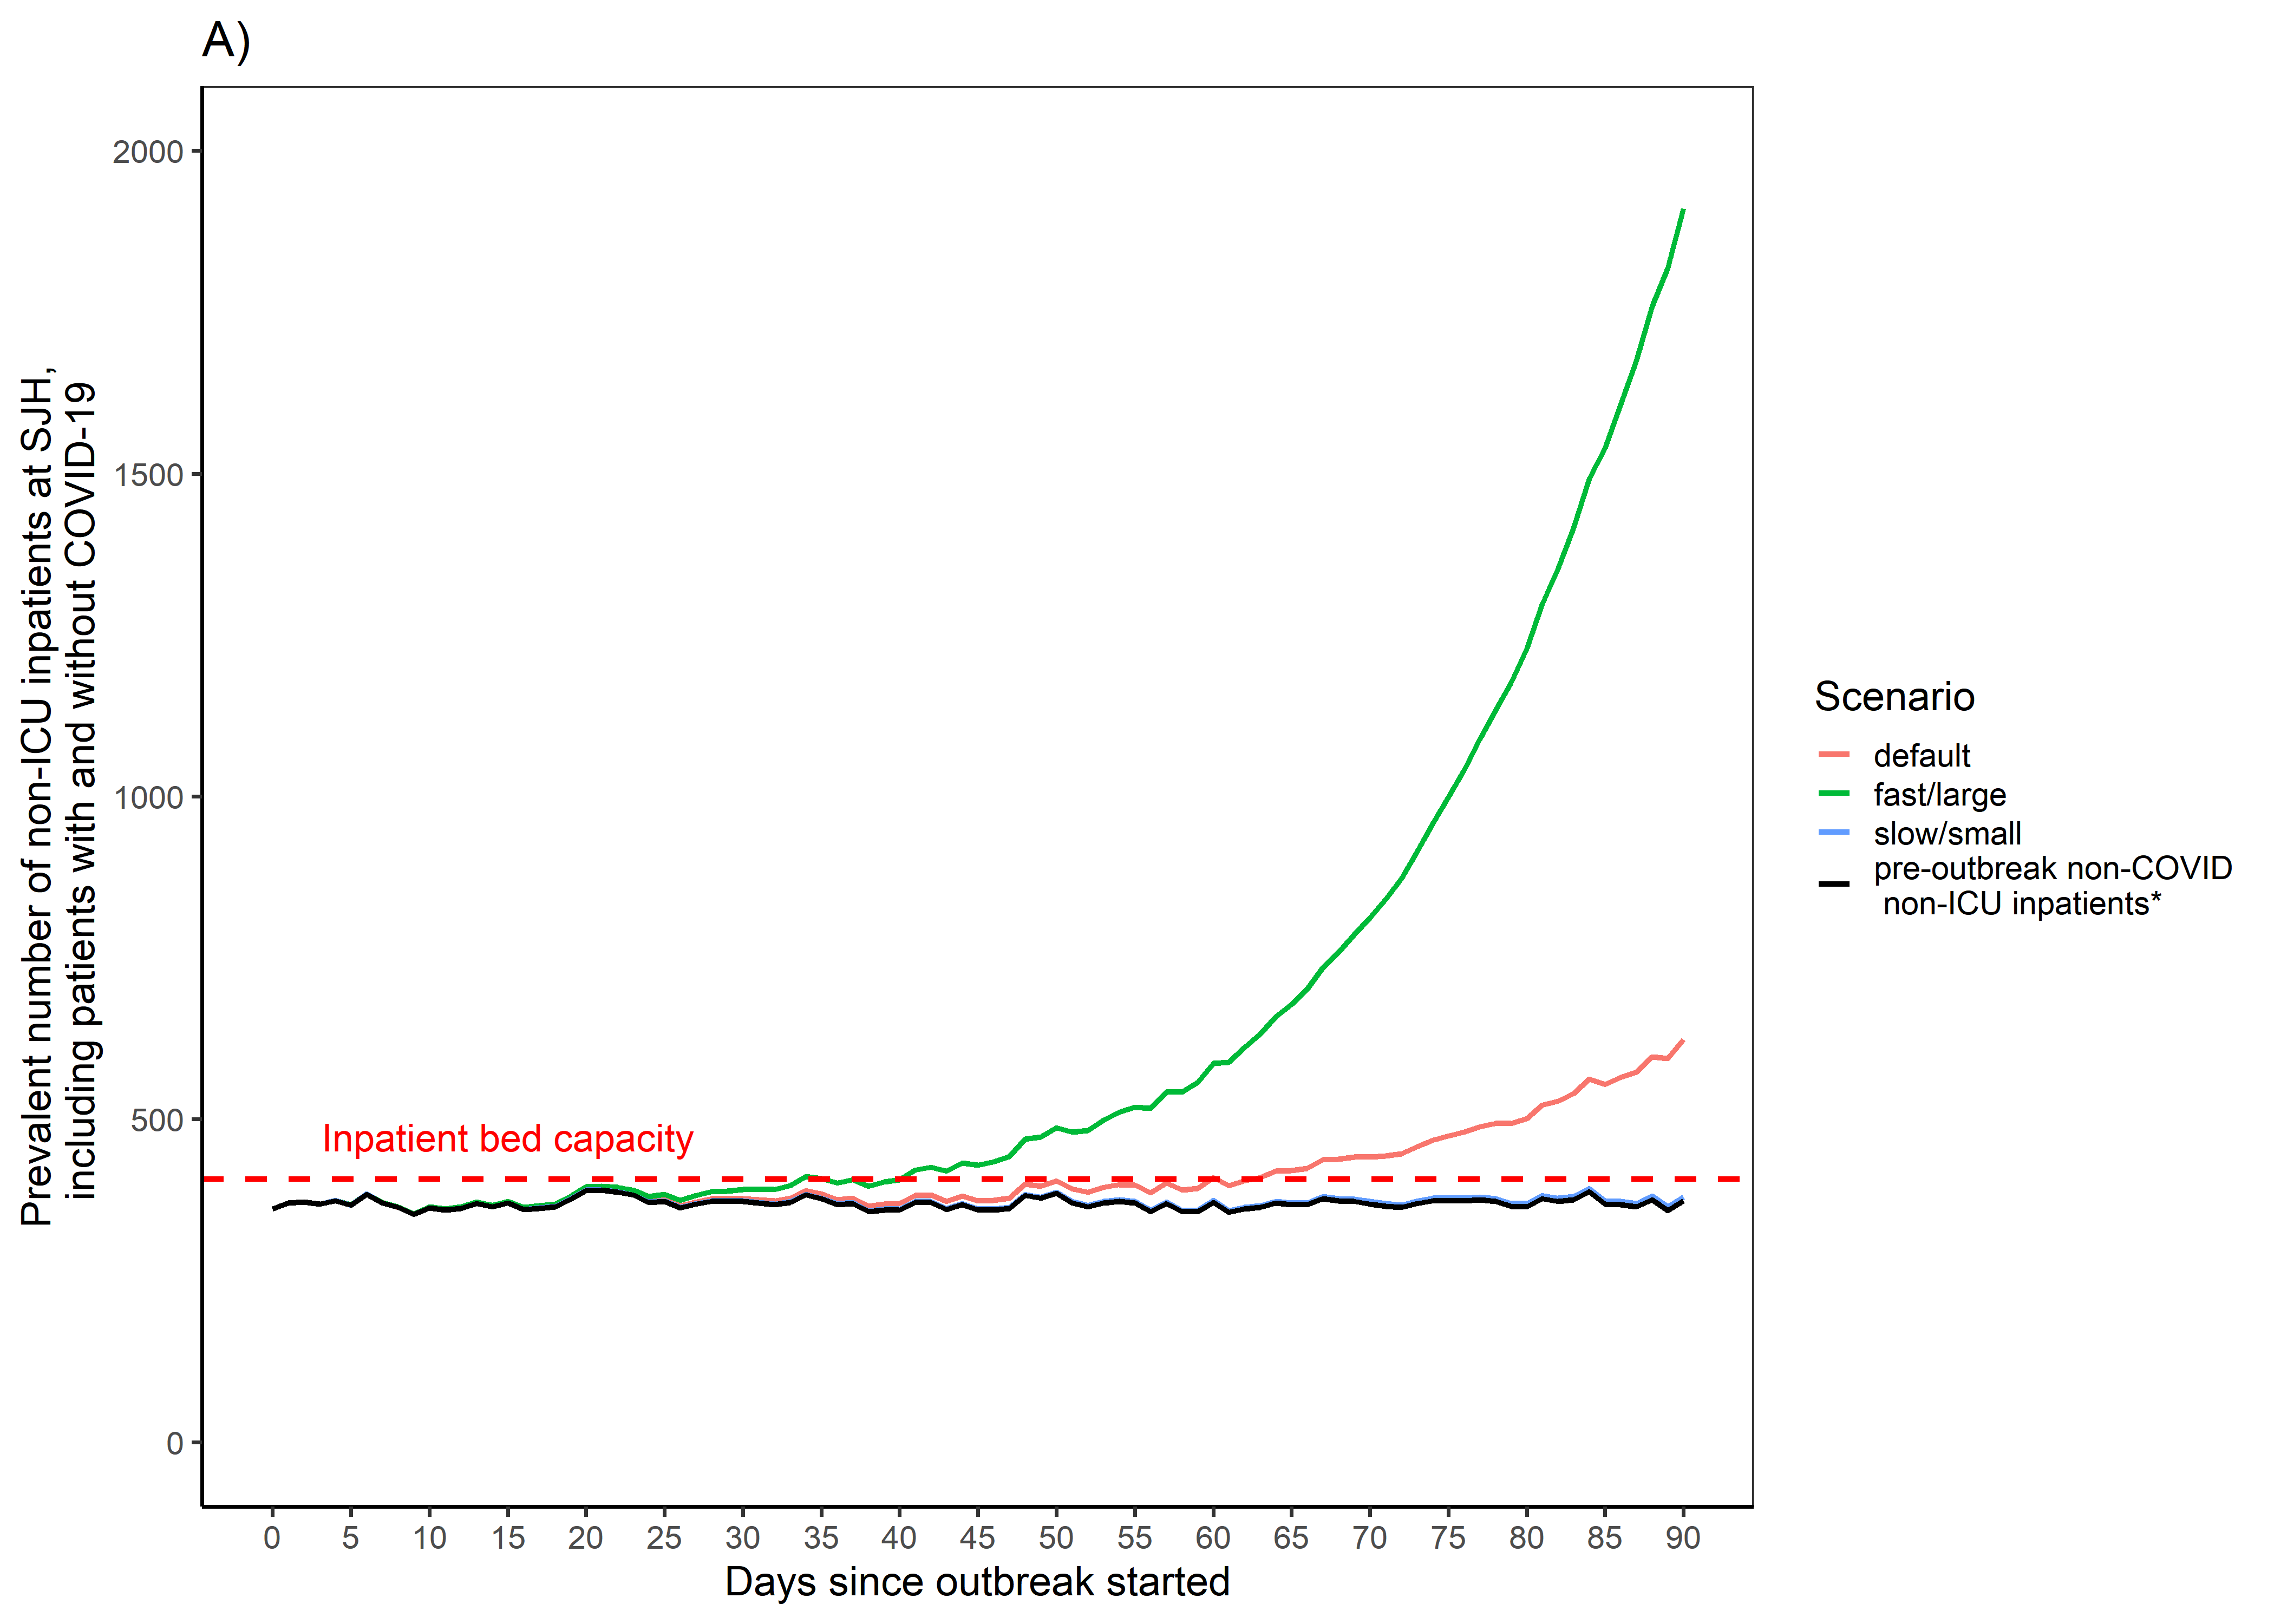 A)
Prevalent number of non-ICU inpatients at SJH,
including patients with and without COVID-19
2000
1500
1000
500
0
Inpatient bed capacity
0 5 10 15 20 25 30 35 40 45 50 55 60 65 70 75 80 85 90
Days since outbreak started
Scenario
default
fast/large
slow/small
pre-outbreak non-COVID
non-ICU inpatients*